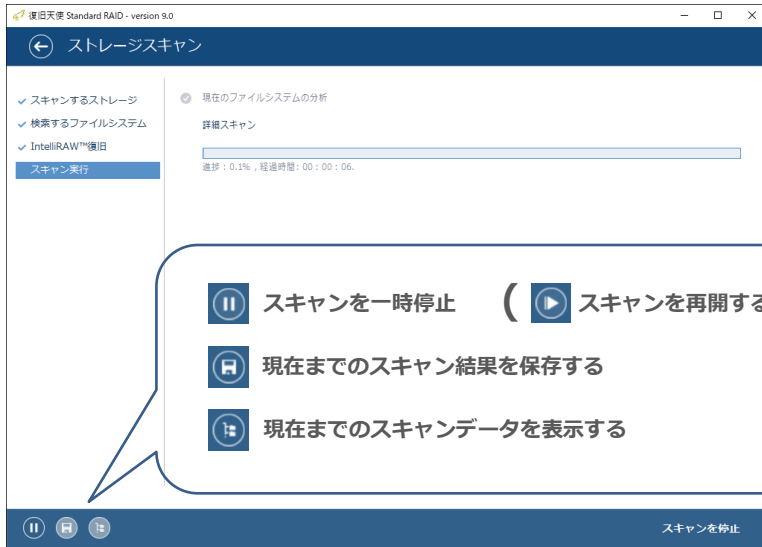 復旧天使 Standard RAID - version 9.0
ストレージスキャン
スキャンするストレージ
検索するファイルシステム
IntelliRAW™復旧
スキャン実行
現在のファイルシステムの分析
詳細スキャン
進捗 : 0.1% , 経過時間: 00 : 00 : 06.
スキャンを一時停止 ( スキャンを再開する
現在までのスキャン結果を保存する
現在までのスキャンデータを表示する
スキャンを停止